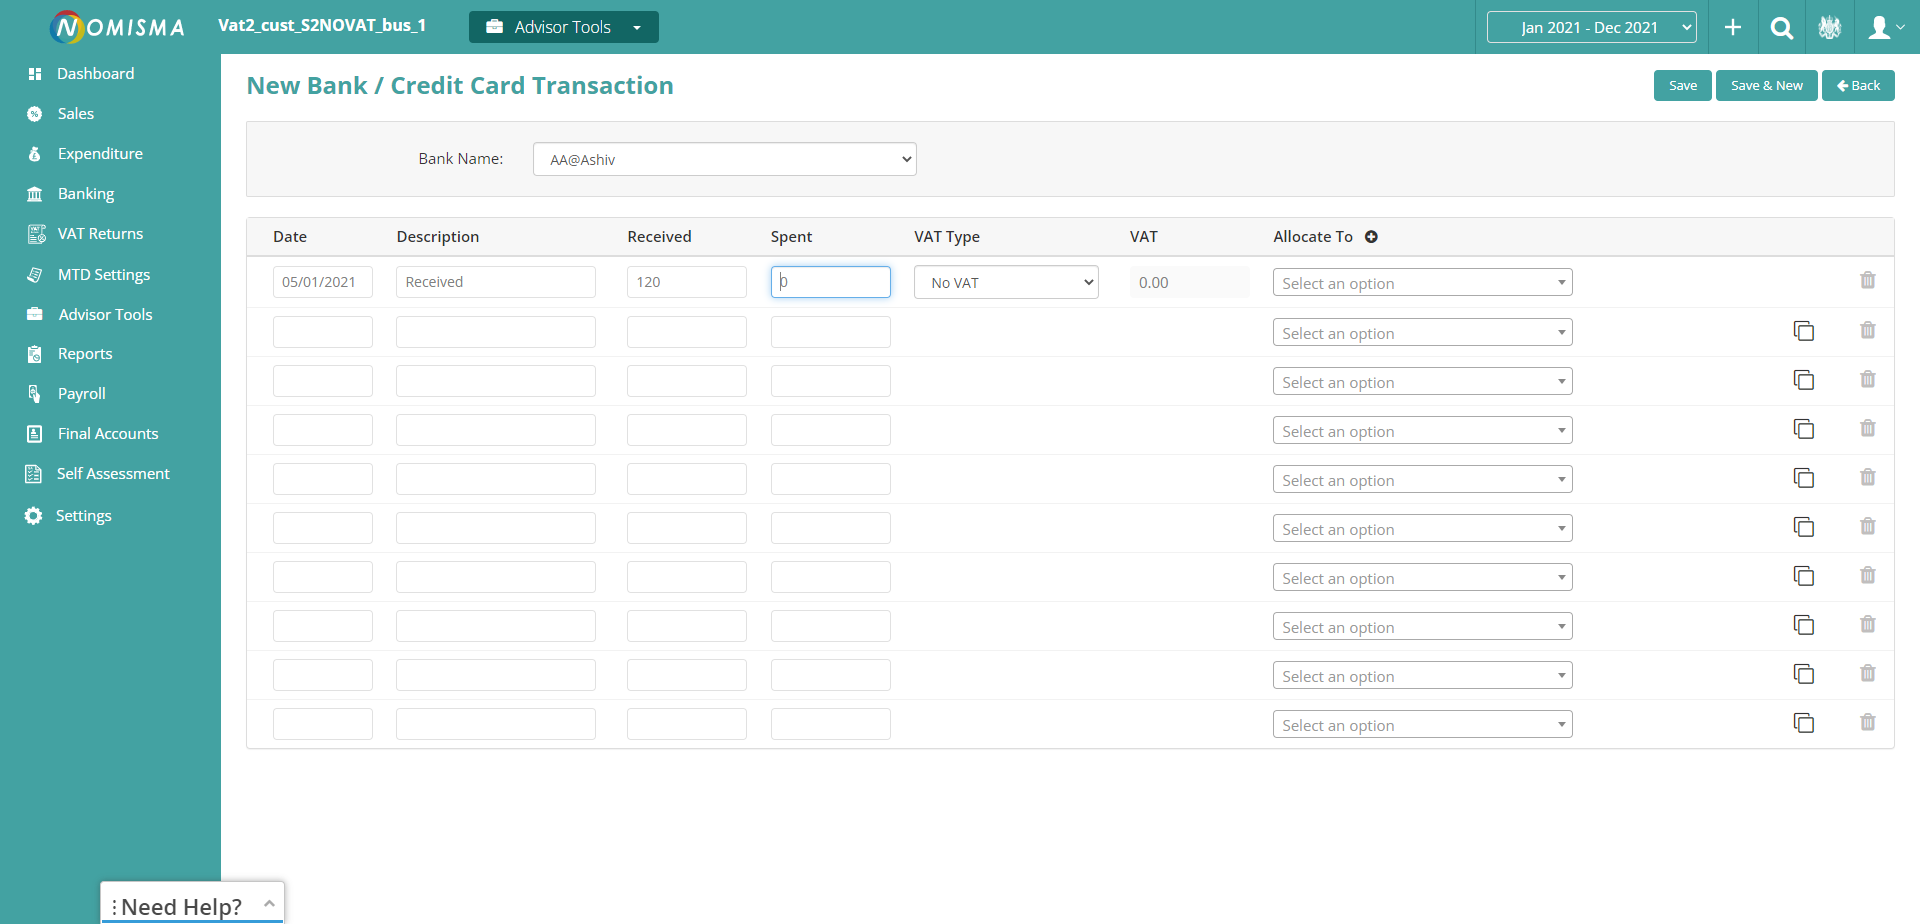 NOMISMA
Vat2_cust_S2NOVAT_bus_1
Advisor Tools
Jan 2021 - Dec 2021
Dashboard
Sales
Expenditure
Banking
VAT Returns
MTD Settings
Advisor Tools
Reports
Payroll
Final Accounts
Self Assessment
Settings
New Bank / Credit Card Transaction
Save
Save & New
Back
Bank Name:
AA@Ashiv
Date Description Received Spent VAT Type VAT Allocate To
05/01/2021 Received 120 0 No VAT 0.00 Select an option
Select an option
Select an option
Select an option
Select an option
Select an option
Select an option
Select an option
Select an option
Select an option
Need Help?